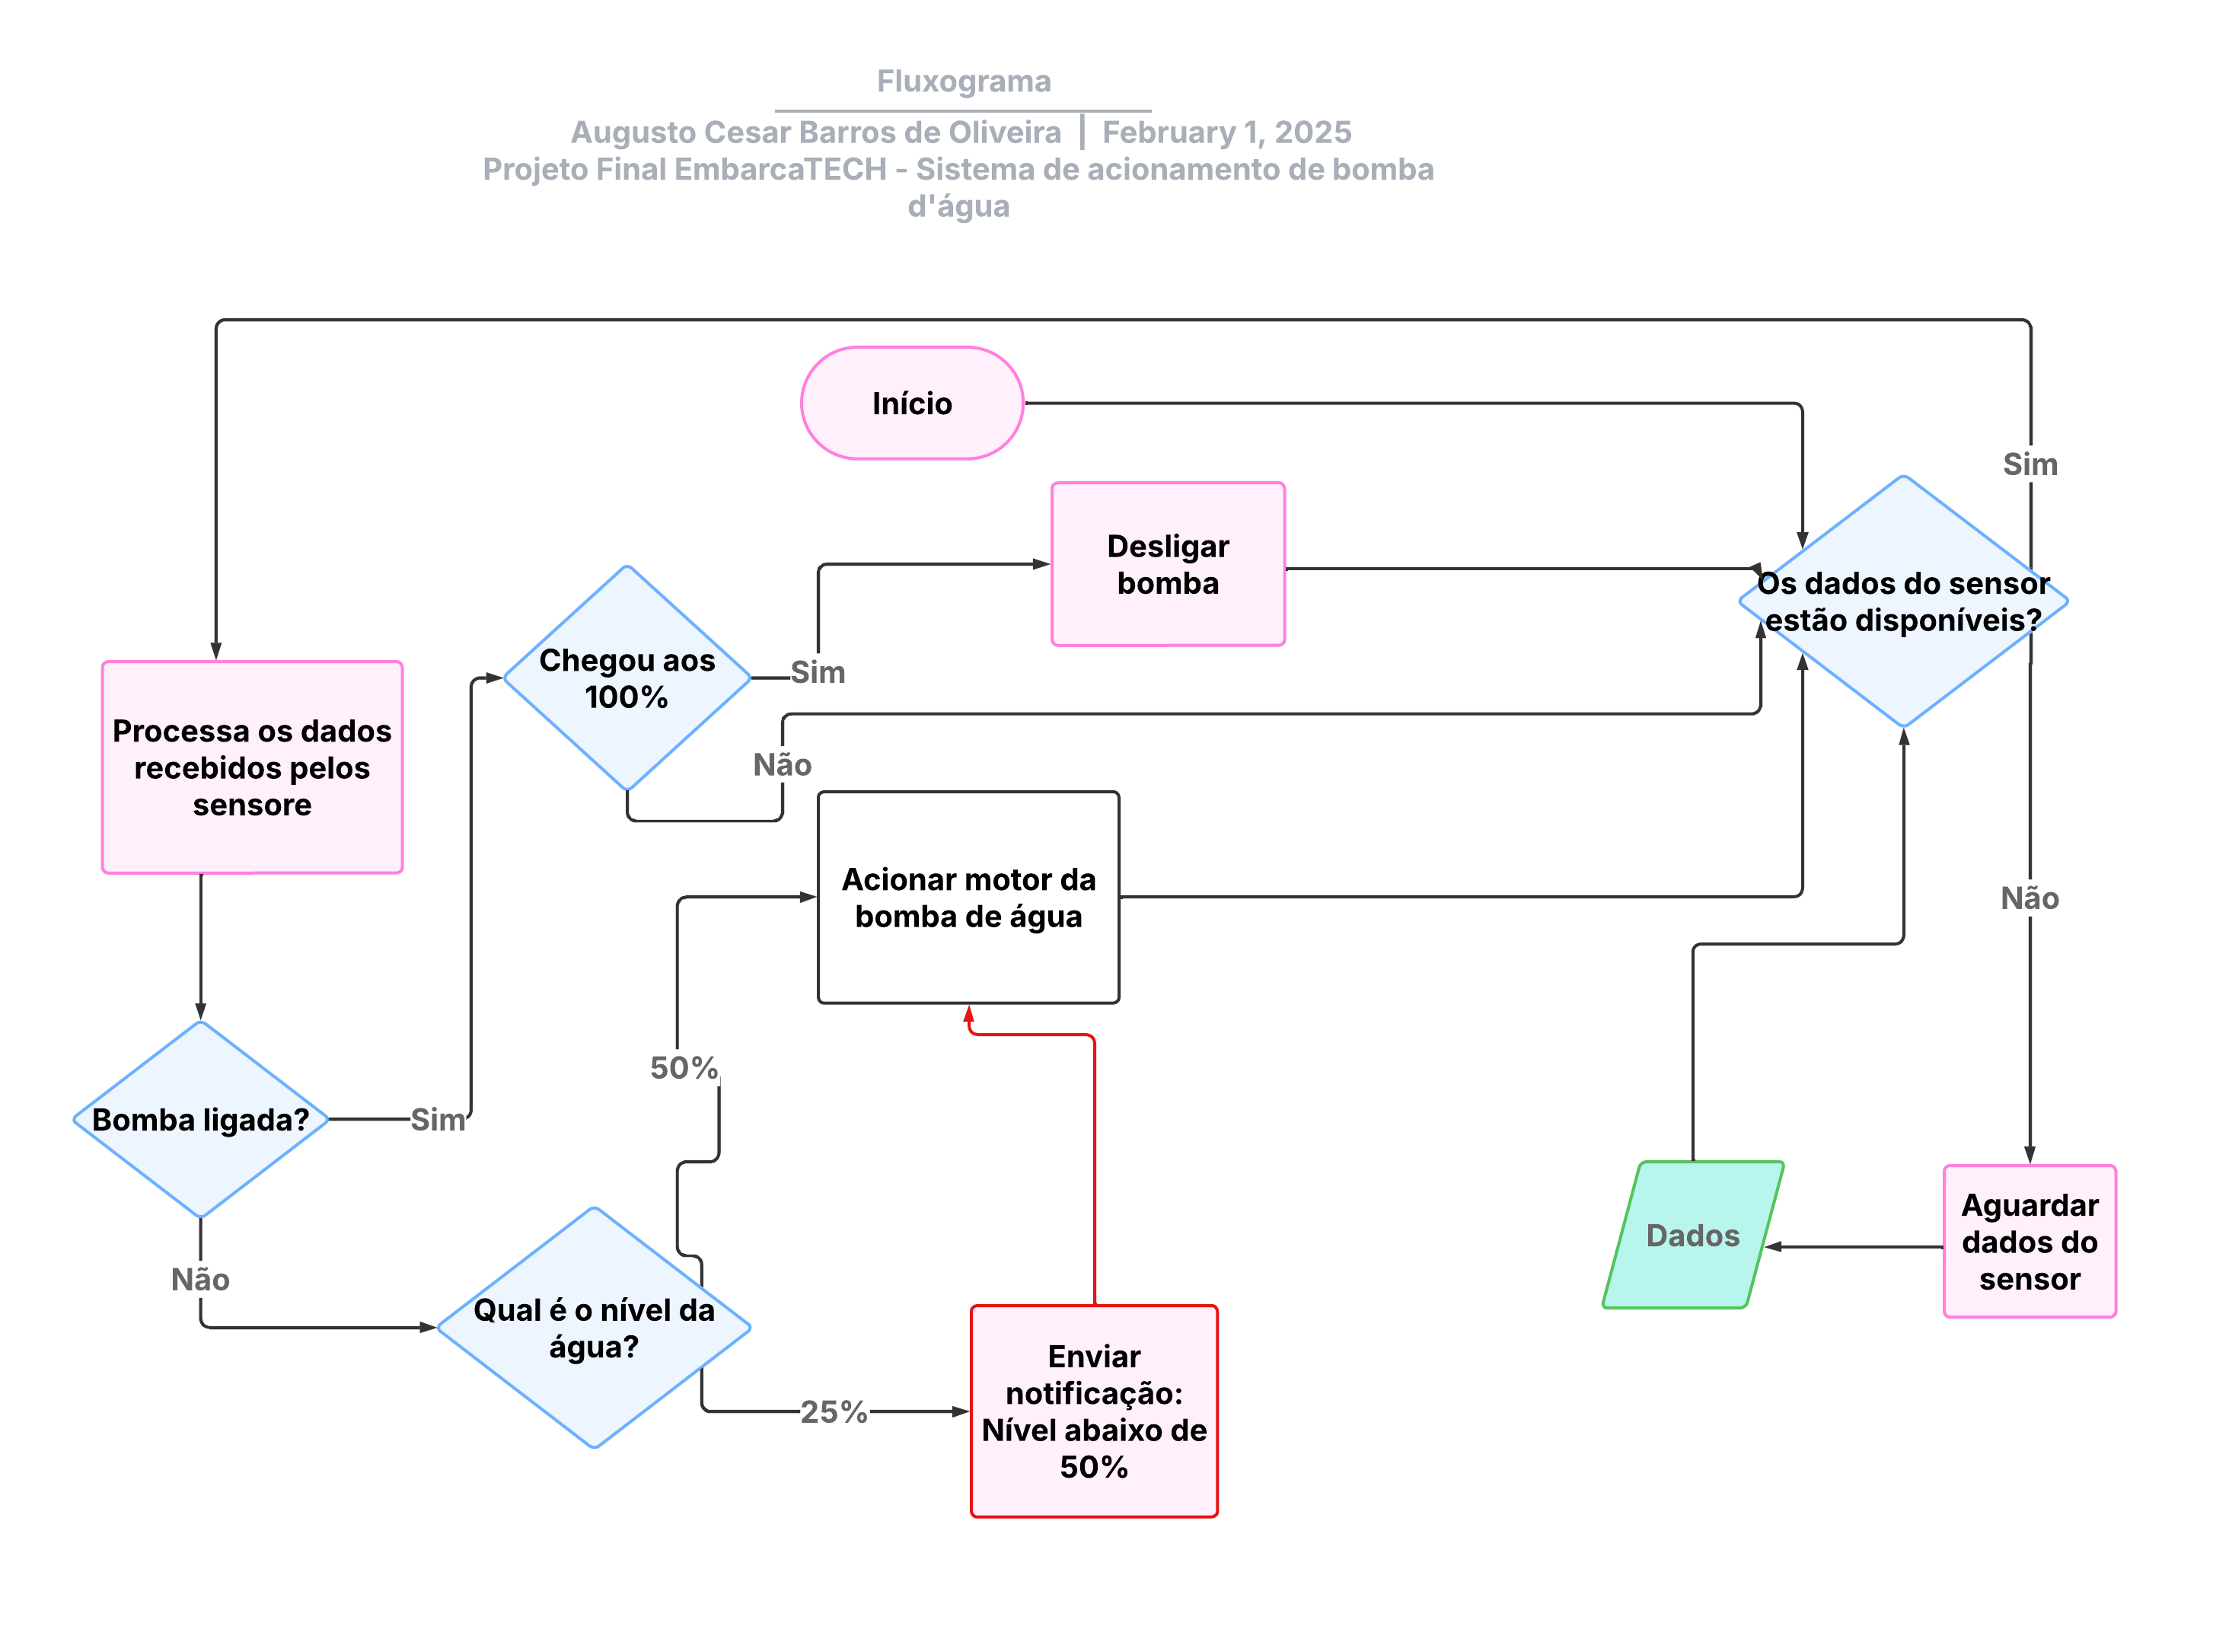 Fluxograma
Augusto Cesar Barros de Oliveira | February 1, 2025
Projeto Final EmbarcaTECH - Sistema de acionamento de bomba
d'água
Início
Sim
Desligar
bomba
Os dados do sensor
estão disponíveis?
Chegou aos
100%
Sim
Não
Processa os dados
recebidos pelos
sensore
Acionar motor da
bomba de água
Não
50%
Bomba ligada?
Sim
Não
Dados
Aguardar
dados do
sensor
Qual é o nível da
água?
25%
Enviar
notificação:
Nível abaixo de
50%